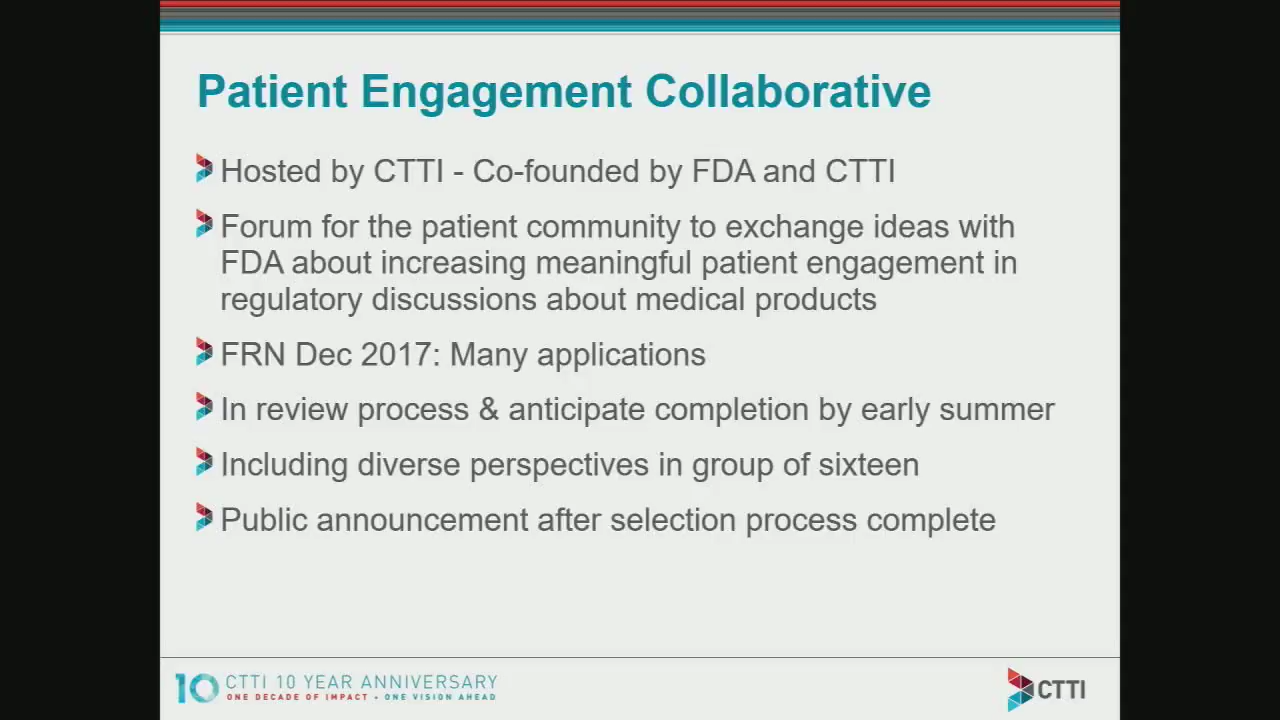 Patient Engagement Collaborative
Hosted by CTTI - Co-founded by FDA and CTTI
Forum for the patient community to exchange ideas with
FDA about increasing meaningful patient engagement in
regulatory discussions about medical products
FRN Dec 2017: Many applications
In review process & anticipate completion by early summer
Including diverse perspectives in group of sixteen
Public announcement after selection process complete
10 CTTI 10 YEAR ANNIVERSARY
ONE DECADE OF IMPACT • ONE VISION AHEAD
CTTI